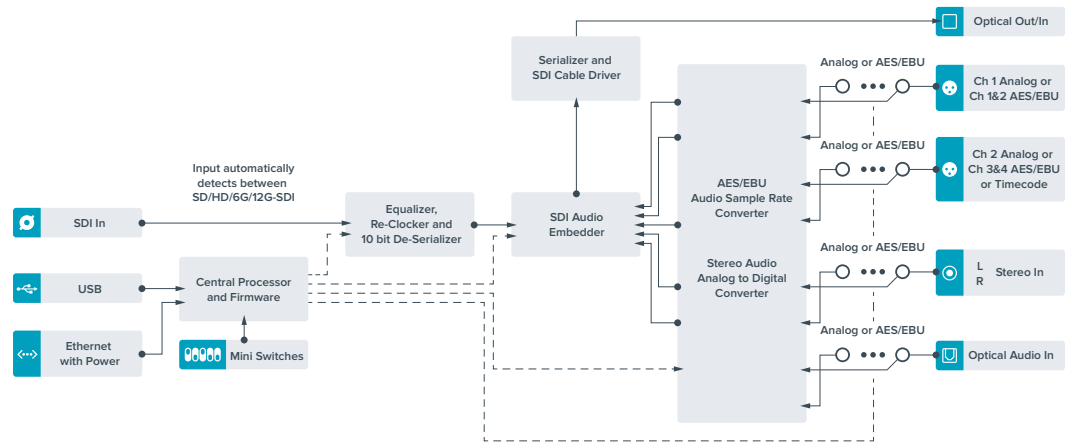 Optical Out/In
Serializer and
SDI Cable Driver
Analog or AES/EBU
Ch 1 Analog or
Ch 1&2 AES/EBU
Analog or AES/EBU
Ch 2 Analog or
Ch 3&4 AES/EBU
or Timecode
Input automatically
detects between
SD/HD/6G/12G-SDI
SDI In
Equalizer,
Re-Clocker and
10 bit De-Serializer
SDI Audio
Embedder
AES/EBU
Audio Sample Rate
Converter
Stereo Audio
Analog to Digital
Converter
Analog or AES/EBU
L
R
Stereo In
USB
Central Processor
and Firmware
Ethernet
with Power
Mini Switches
Analog or AES/EBU
Optical Audio In